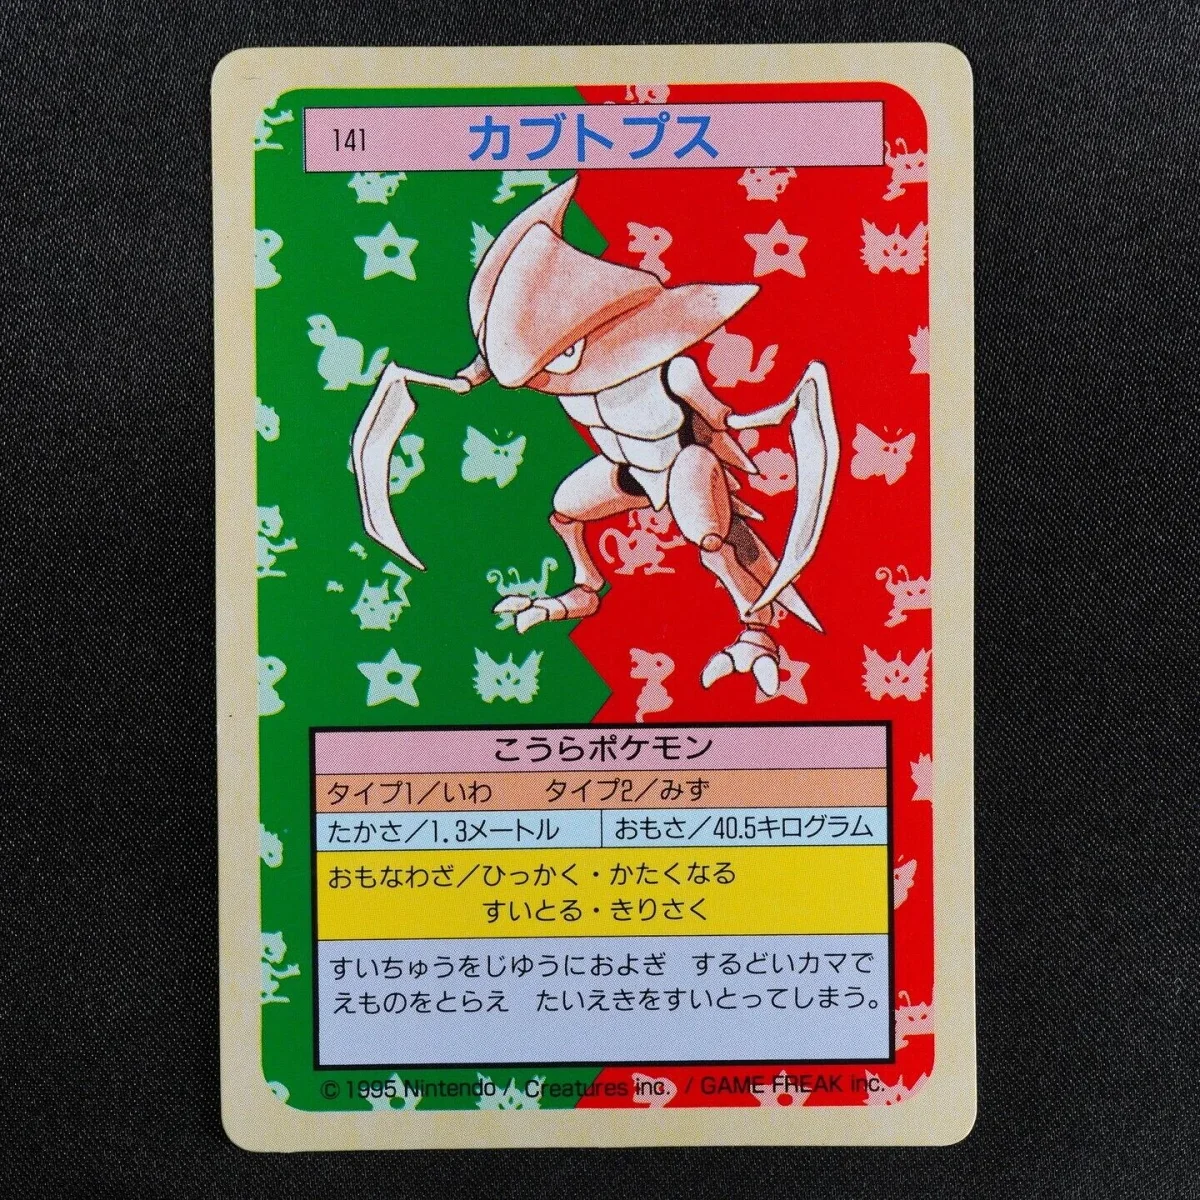 141 カブトプス
こうらポケモン
タイプ1／いわ　タイプ2／みず
たかさ／1.3メートル　おもさ／40.5キログラム
おもなわざ／ひっかく・かたくなる
すいとる・きりさく
すいちゅうをじゆうにおよぎ　するどいカマで
えものをとらえ　たいえきをすいとってしまう。
© 1995 Nintendo / Creatures inc. / GAME FREAK inc.